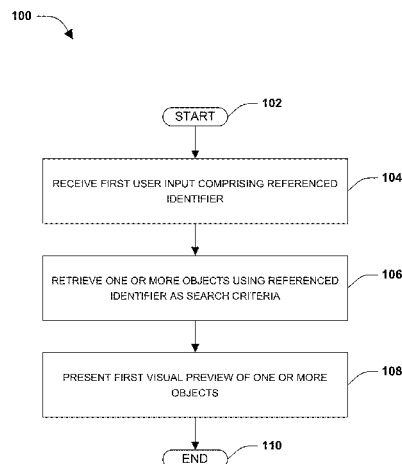 100
START
102
RECEIVE FIRST USER INPUT COMPRISING REFERENCED
IDENTIFIER
104
RETRIEVE ONE OR MORE OBJECTS USING REFERENCED
IDENTIFIER AS SEARCH CRITERIA
106
PRESENT FIRST VISUAL PREVIEW OF ONE OR MORE
OBJECTS
108
END
110